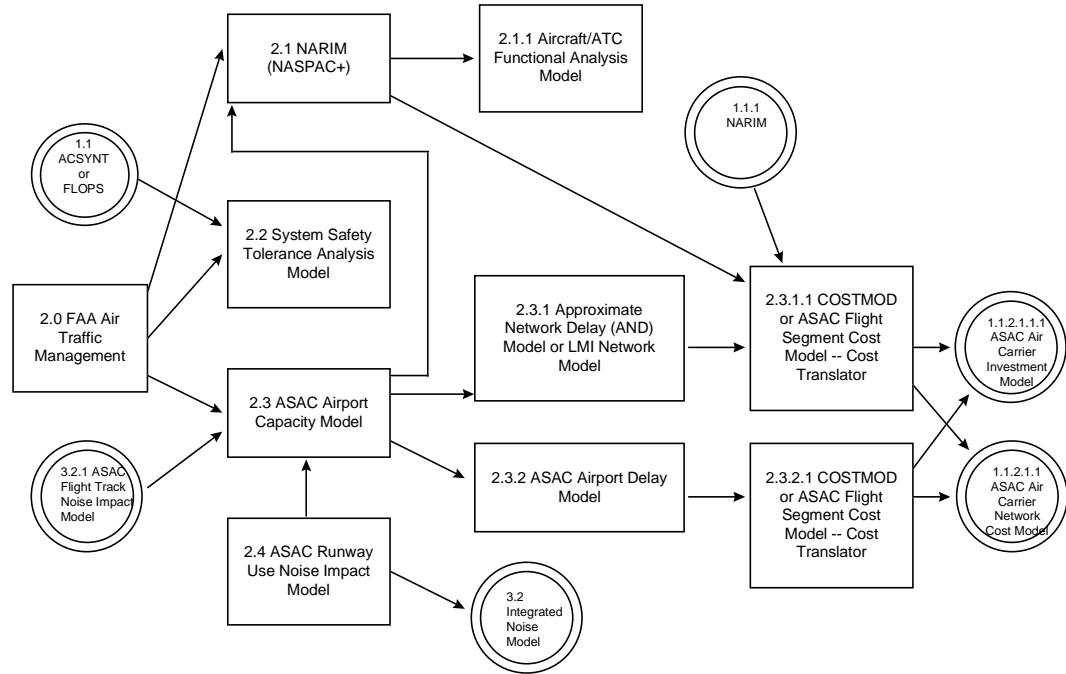 2.1 NARIM
(NASPAC+)
2.1.1 Aircraft/ATC
Functional Analysis
Model
1.1.1
NARIM
1.1
ACSYNT
or
FLOPS
2.2 System Safety
Tolerance Analysis
Model
2.0 FAA Air
Traffic
Management
2.3.1 Approximate
Network Delay (AND)
Model or LMI Network
Model
2.3.1.1 COSTMOD
or ASAC Flight
Segment Cost
Model -- Cost
Translator
1.1.2.1.1.1
ASAC Air
Carrier
Investment
Model
2.3 ASAC Airport
Capacity Model
3.2.1 ASAC
Flight Track
Noise Impact
Model
2.3.2 ASAC Airport Delay
Model
2.3.2.1 COSTMOD
or ASAC Flight
Segment Cost
Model -- Cost
Translator
1.1.2.1.1
ASAC Air
Carrier
Network
Cost Model
2.4 ASAC Runway
Use Noise Impact
Model
3.2
Integrated
Noise
Model